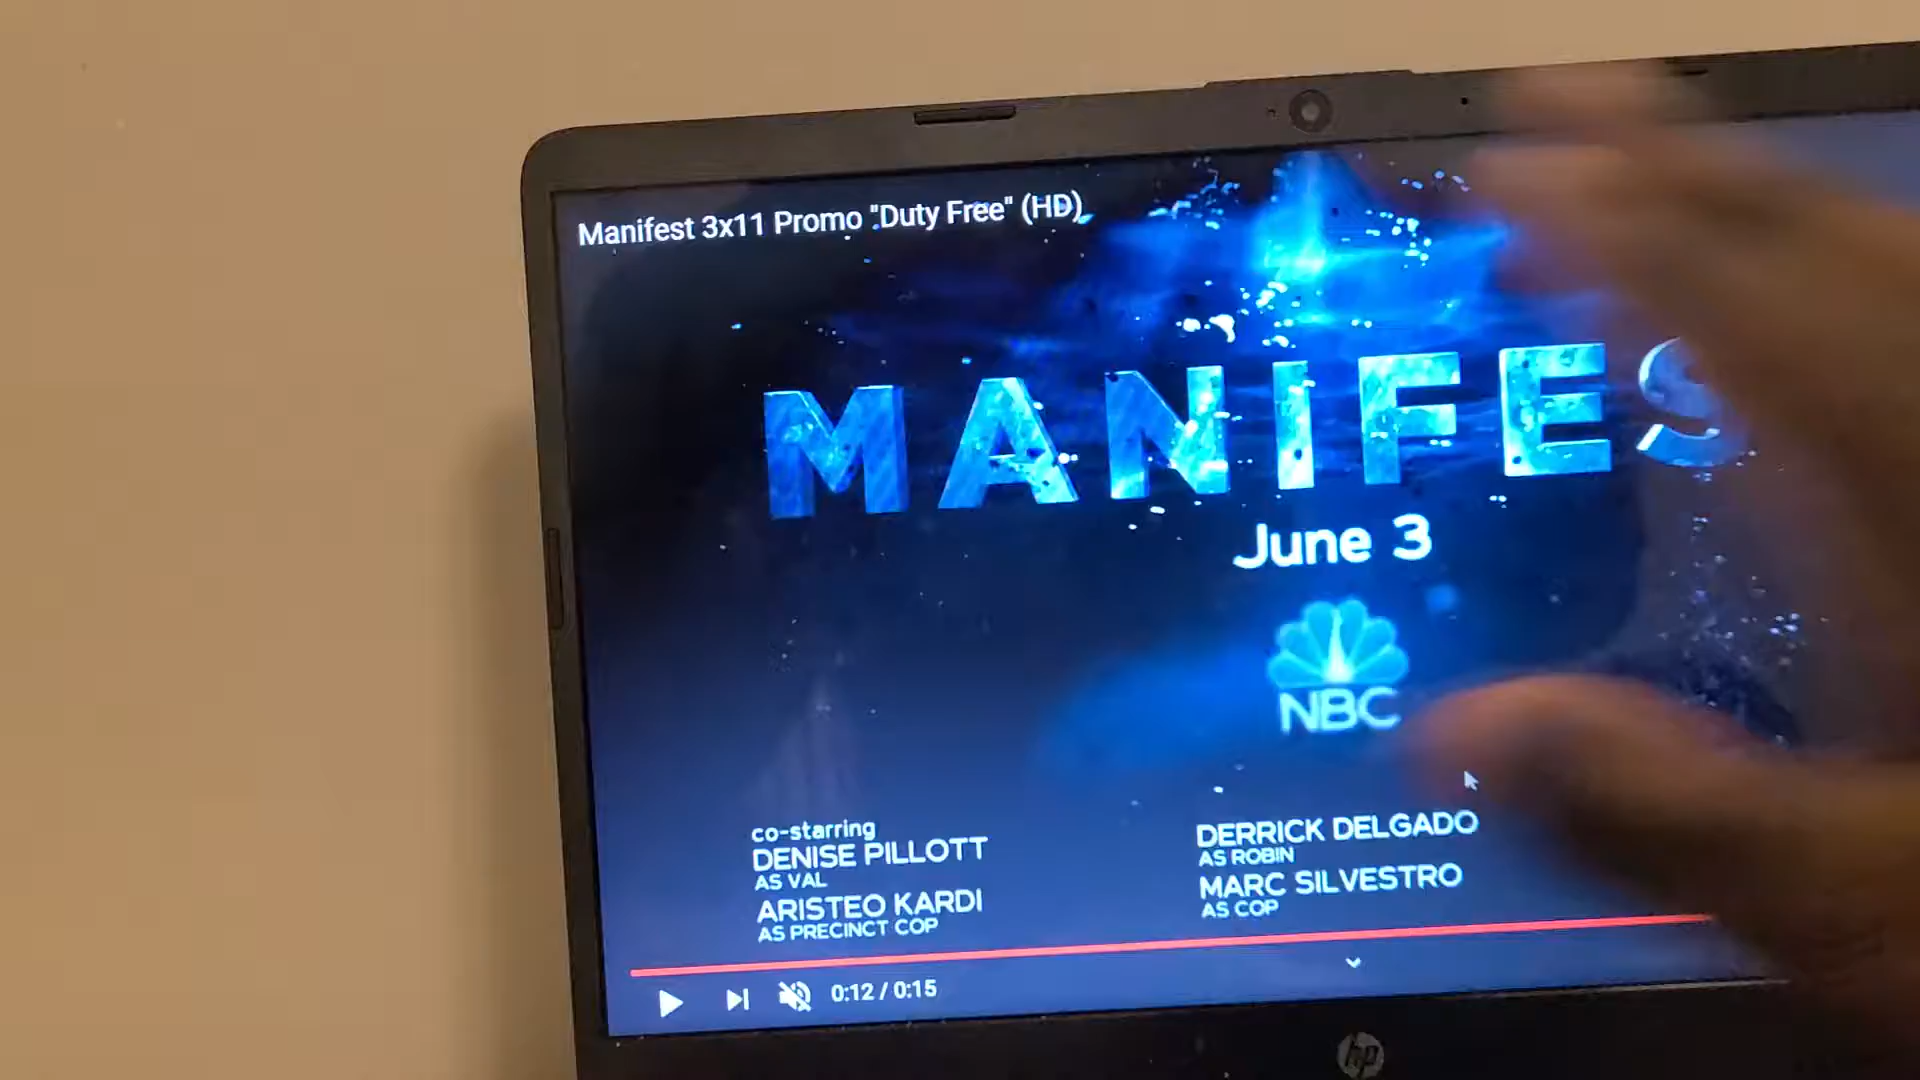 Manifest 3x11 Promo "Duty Free" (HD)
MANIFES
June 3
NBC
co-starring
DENISE PILLOTT
AS VAL
ARISTEO KARDI
AS PRECINCT COP
DERRICK DELGADO
AS ROBIN
MARC SILVESTRO
AS COP
0:12 / 0:15
hp